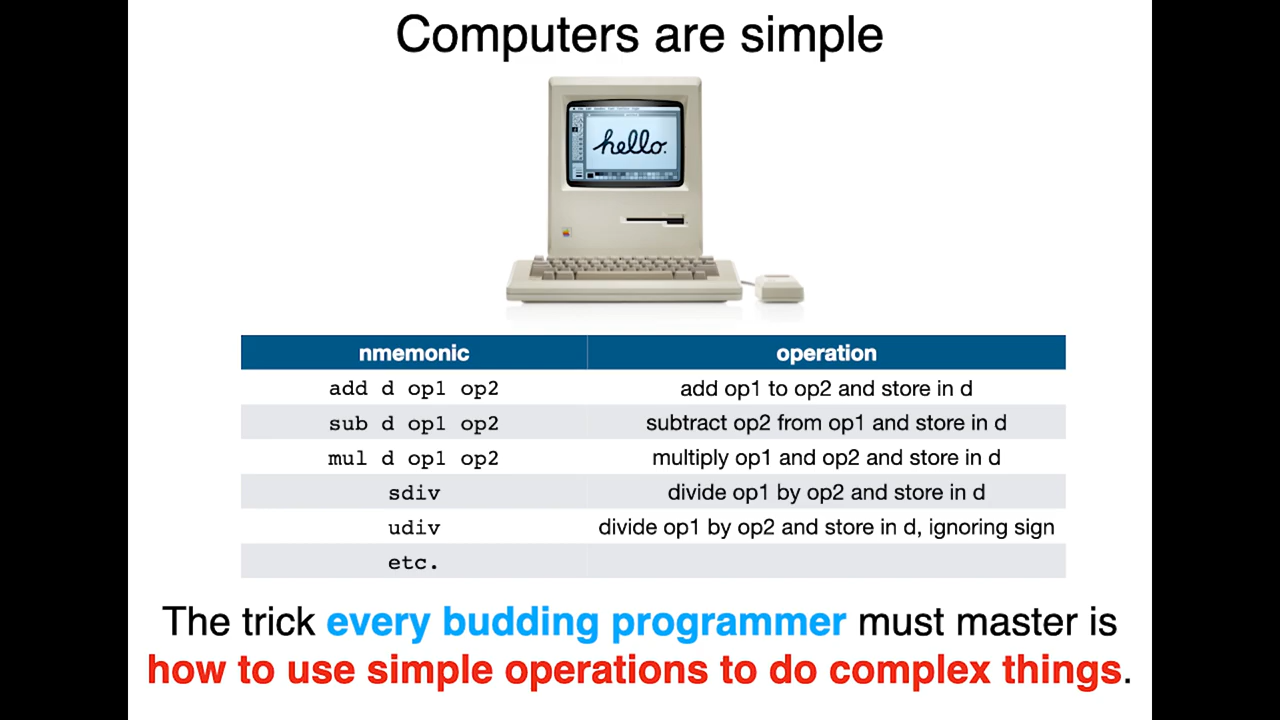 Computers are simple
hello.
nmemonic operation
add d op1 op2 add op1 to op2 and store in d
sub d op1 op2 subtract op2 from op1 and store in d
mul d op1 op2 multiply op1 and op2 and store in d
sdiv divide op1 by op2 and store in d
udiv divide op1 by op2 and store in d, ignoring sign
etc.
The trick every budding programmer must master is
how to use simple operations to do complex things.